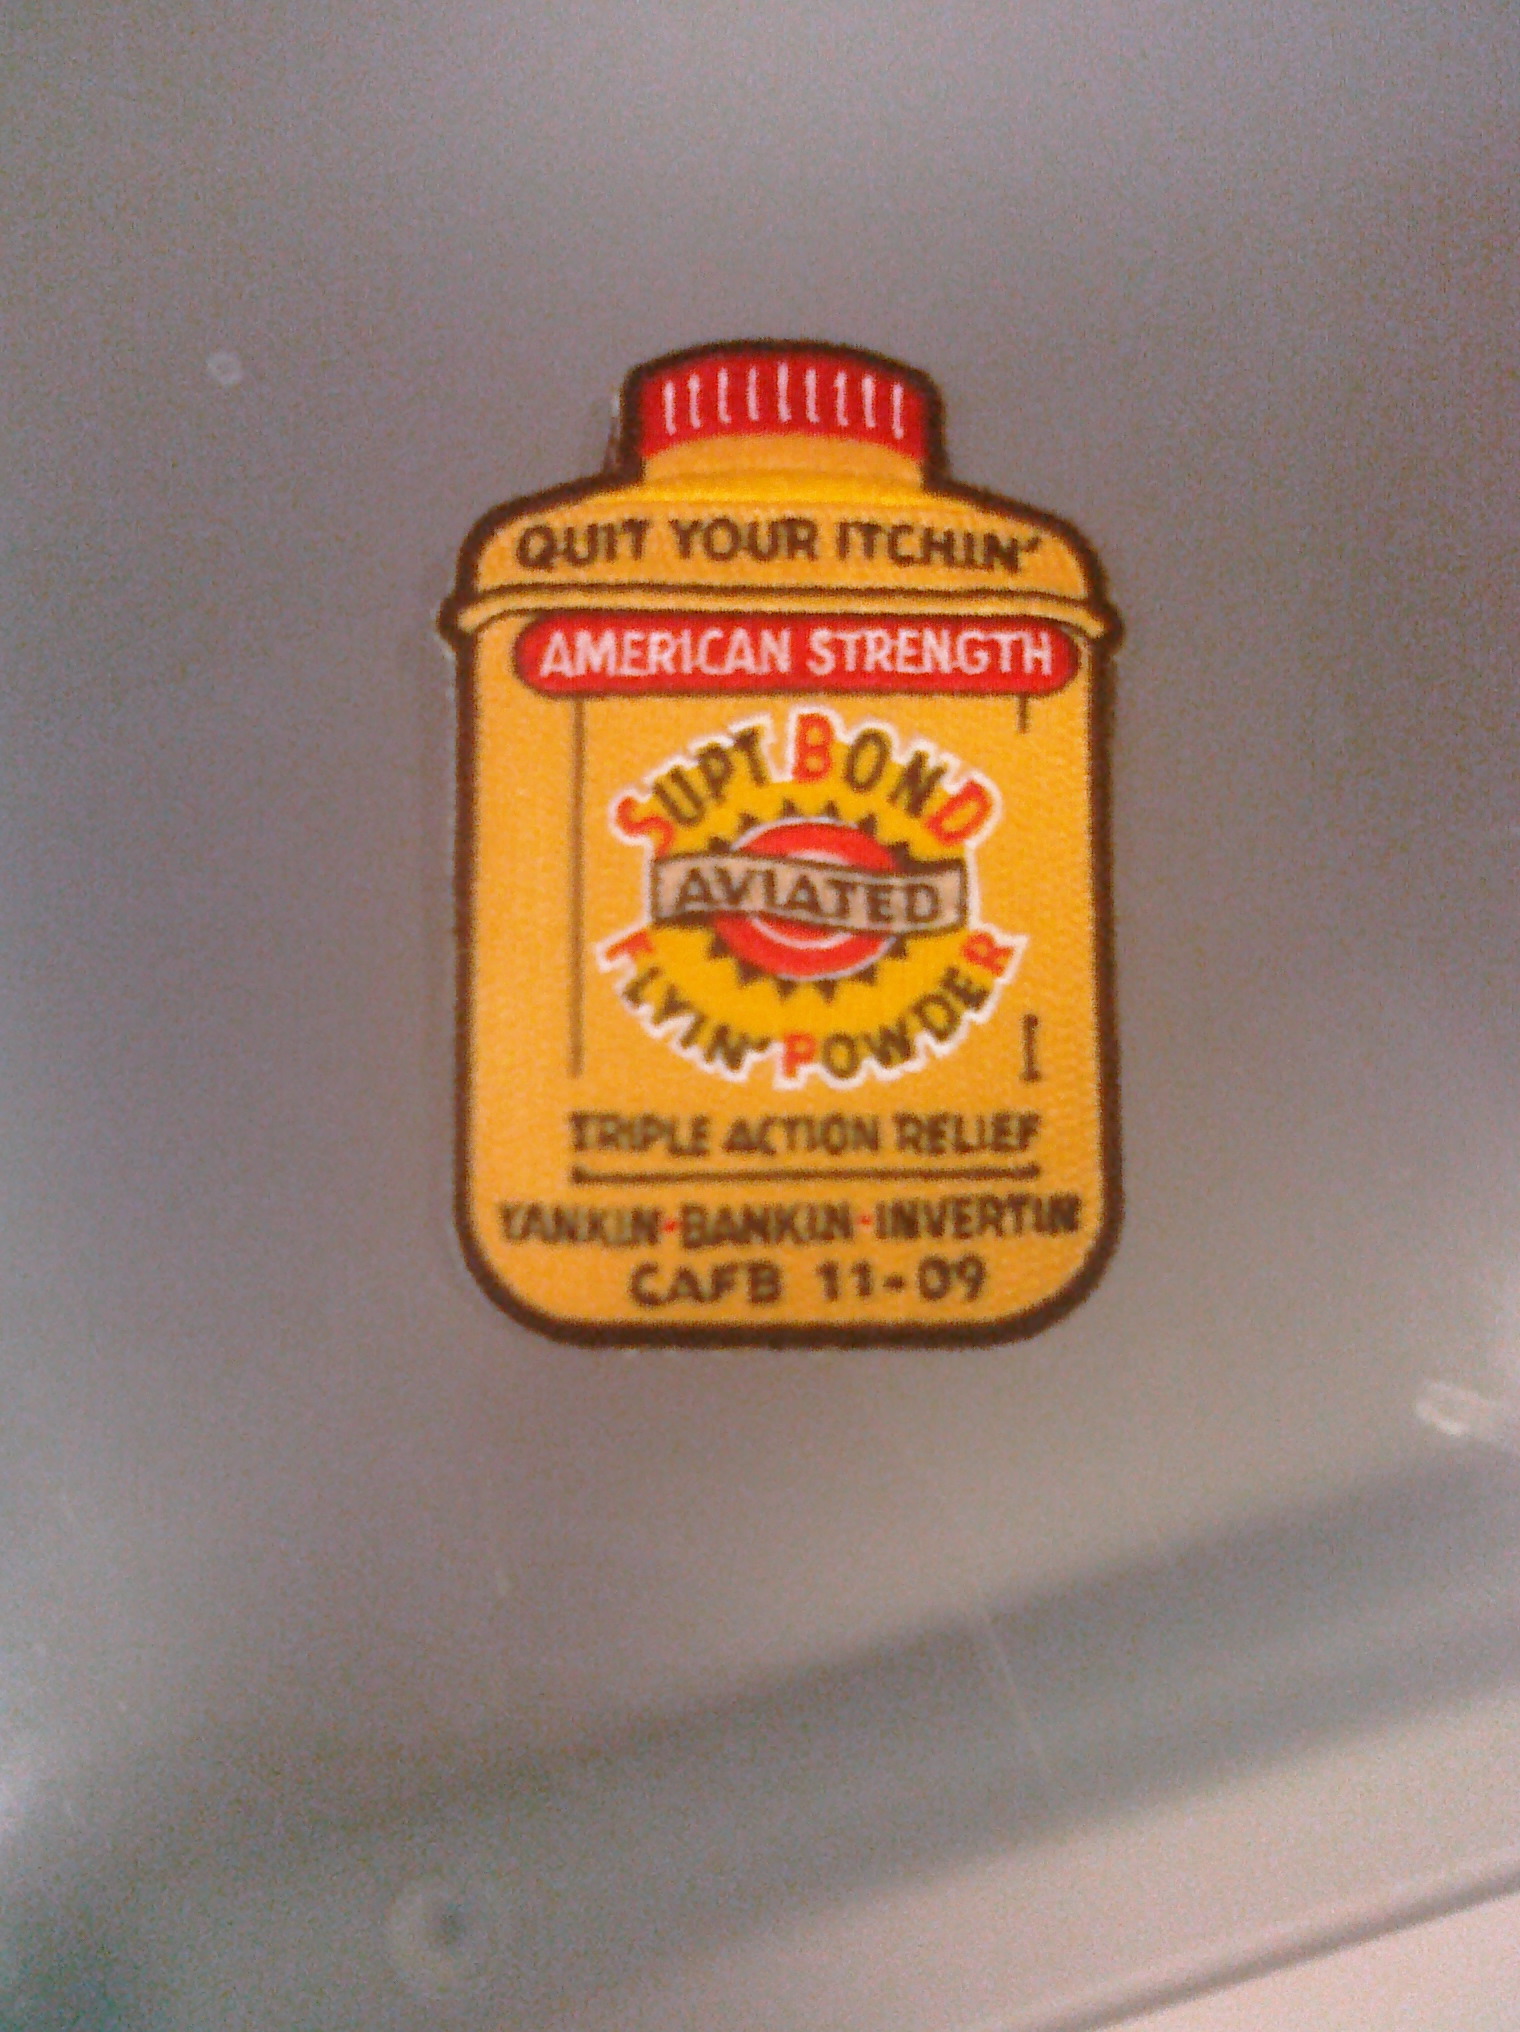 QUIT YOUR ITCHIN'
AMERICAN STRENGTH
SUPT BOND
AVIATED
FLYIN' POWDER
TRIPLE ACTION RELIEF
YANKIN-BANKIN-INVERTIN
CAFB 11-09